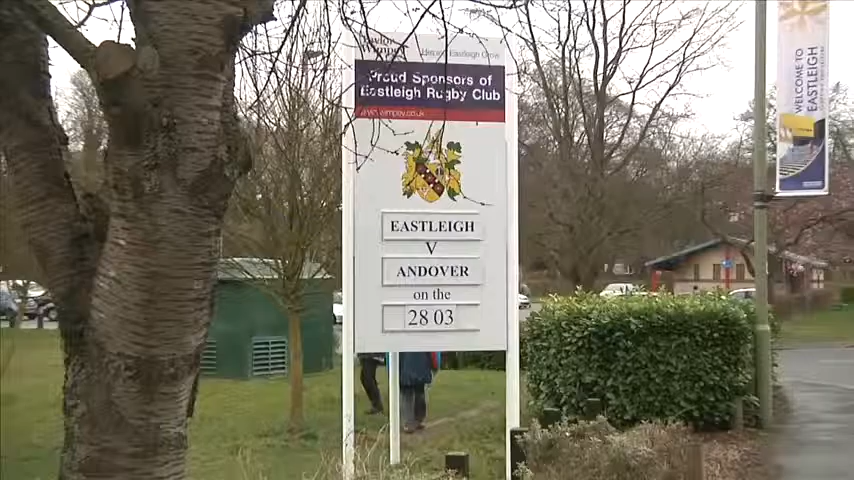 Proud Sponsors of
Eastleigh Rugby Club
EASTLEIGH
V
ANDOVER
on the
28 03
WELCOME TO
EASTLEIGH